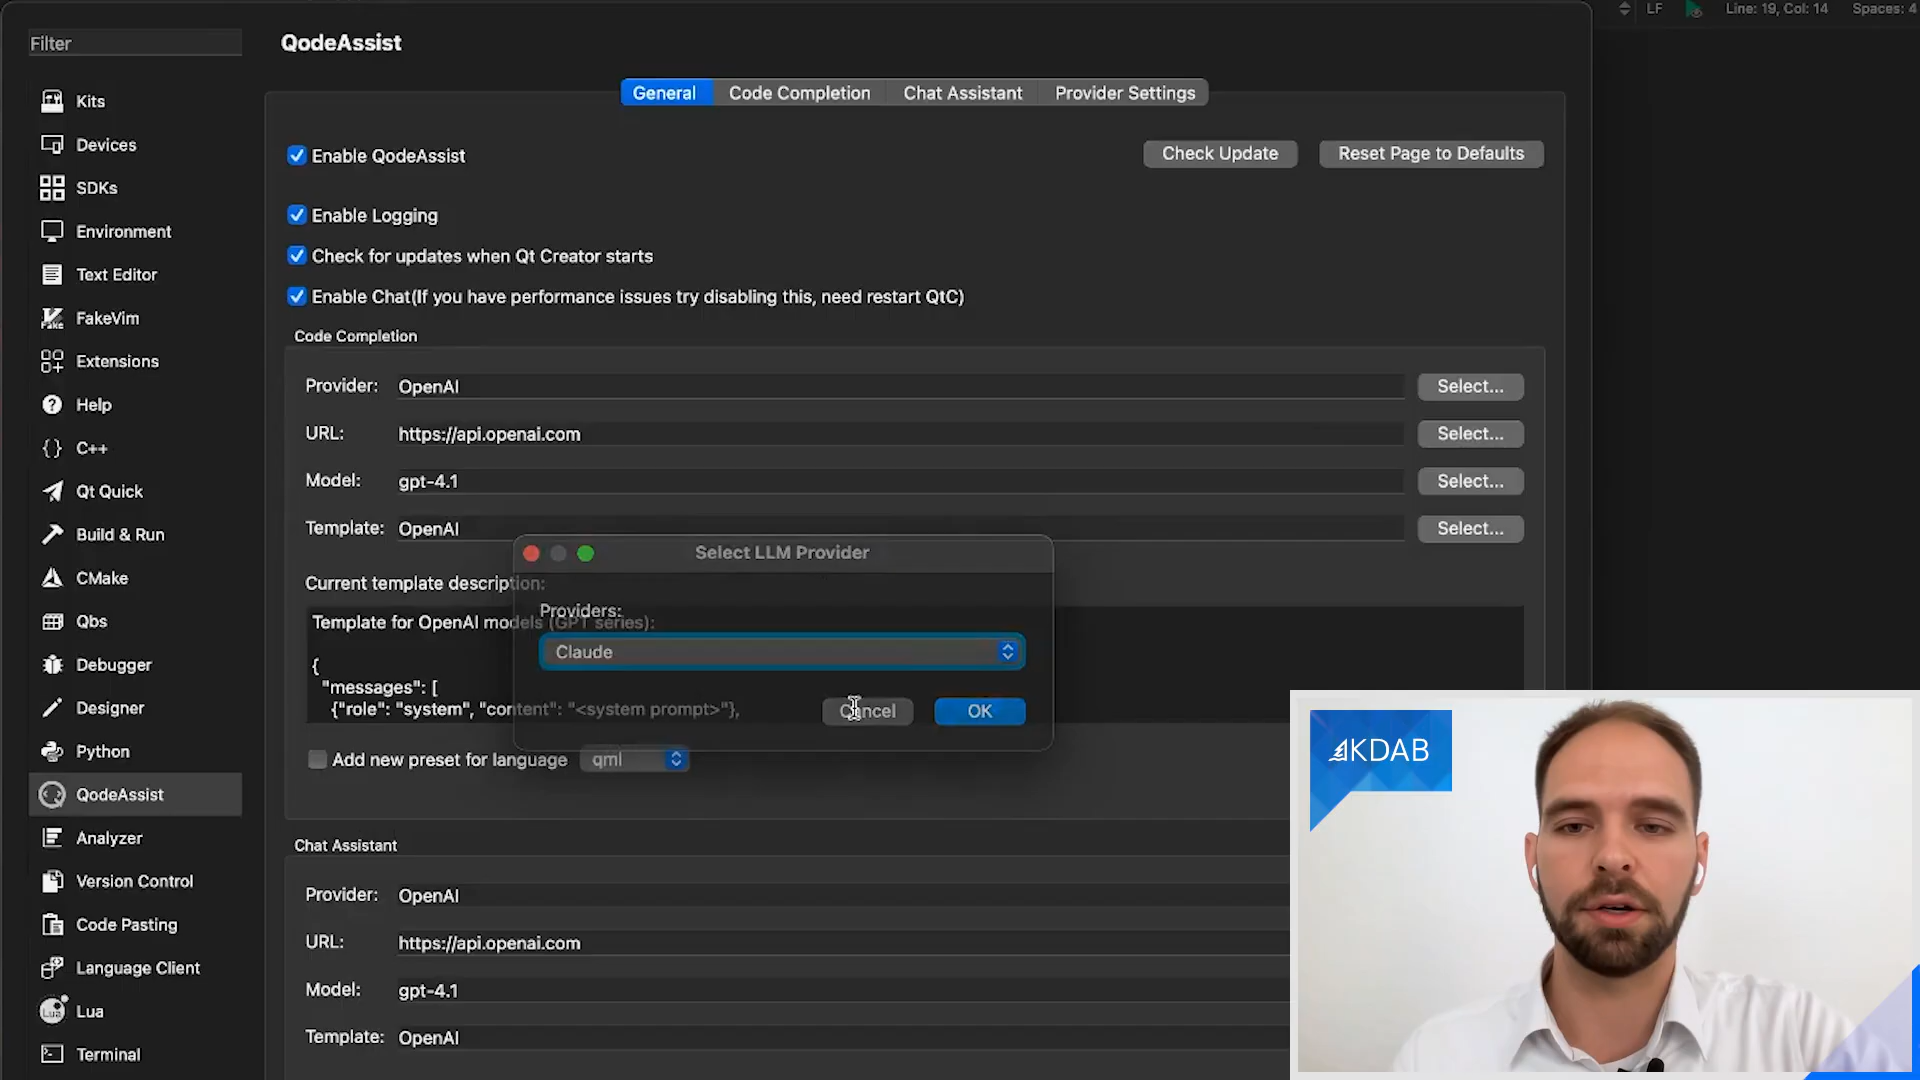 LF
Line: 19, Col: 14
Spaces: 4
Filter
QodeAssist
General
Code Completion
Chat Assistant
Provider Settings
Kits
Devices
SDKs
Environment
Text Editor
FakeVim
Extensions
Help
C++
Qt Quick
Build & Run
CMake
Qbs
Debugger
Designer
Python
QodeAssist
Analyzer
Version Control
Code Pasting
Language Client
Lua
Terminal
Enable QodeAssist
Check Update
Reset Page to Defaults
Enable Logging
Check for updates when Qt Creator starts
Enable Chat(If you have performance issues try disabling this, need restart QtC)
Code Completion
Provider: OpenAI Select...
URL: https://api.openai.com Select...
Model: gpt-4.1 Select...
Template: OpenAI Select...
Current template description:
Template for OpenAI models (GPT series):
{
"messages": [
{"role": "system", "content": "<system prompt>"},
Select LLM Provider
Providers:
Claude
Cancel
OK
Add new preset for language qml
Chat Assistant
Provider: OpenAI
URL: https://api.openai.com
Model: gpt-4.1
Template: OpenAI
KDAB